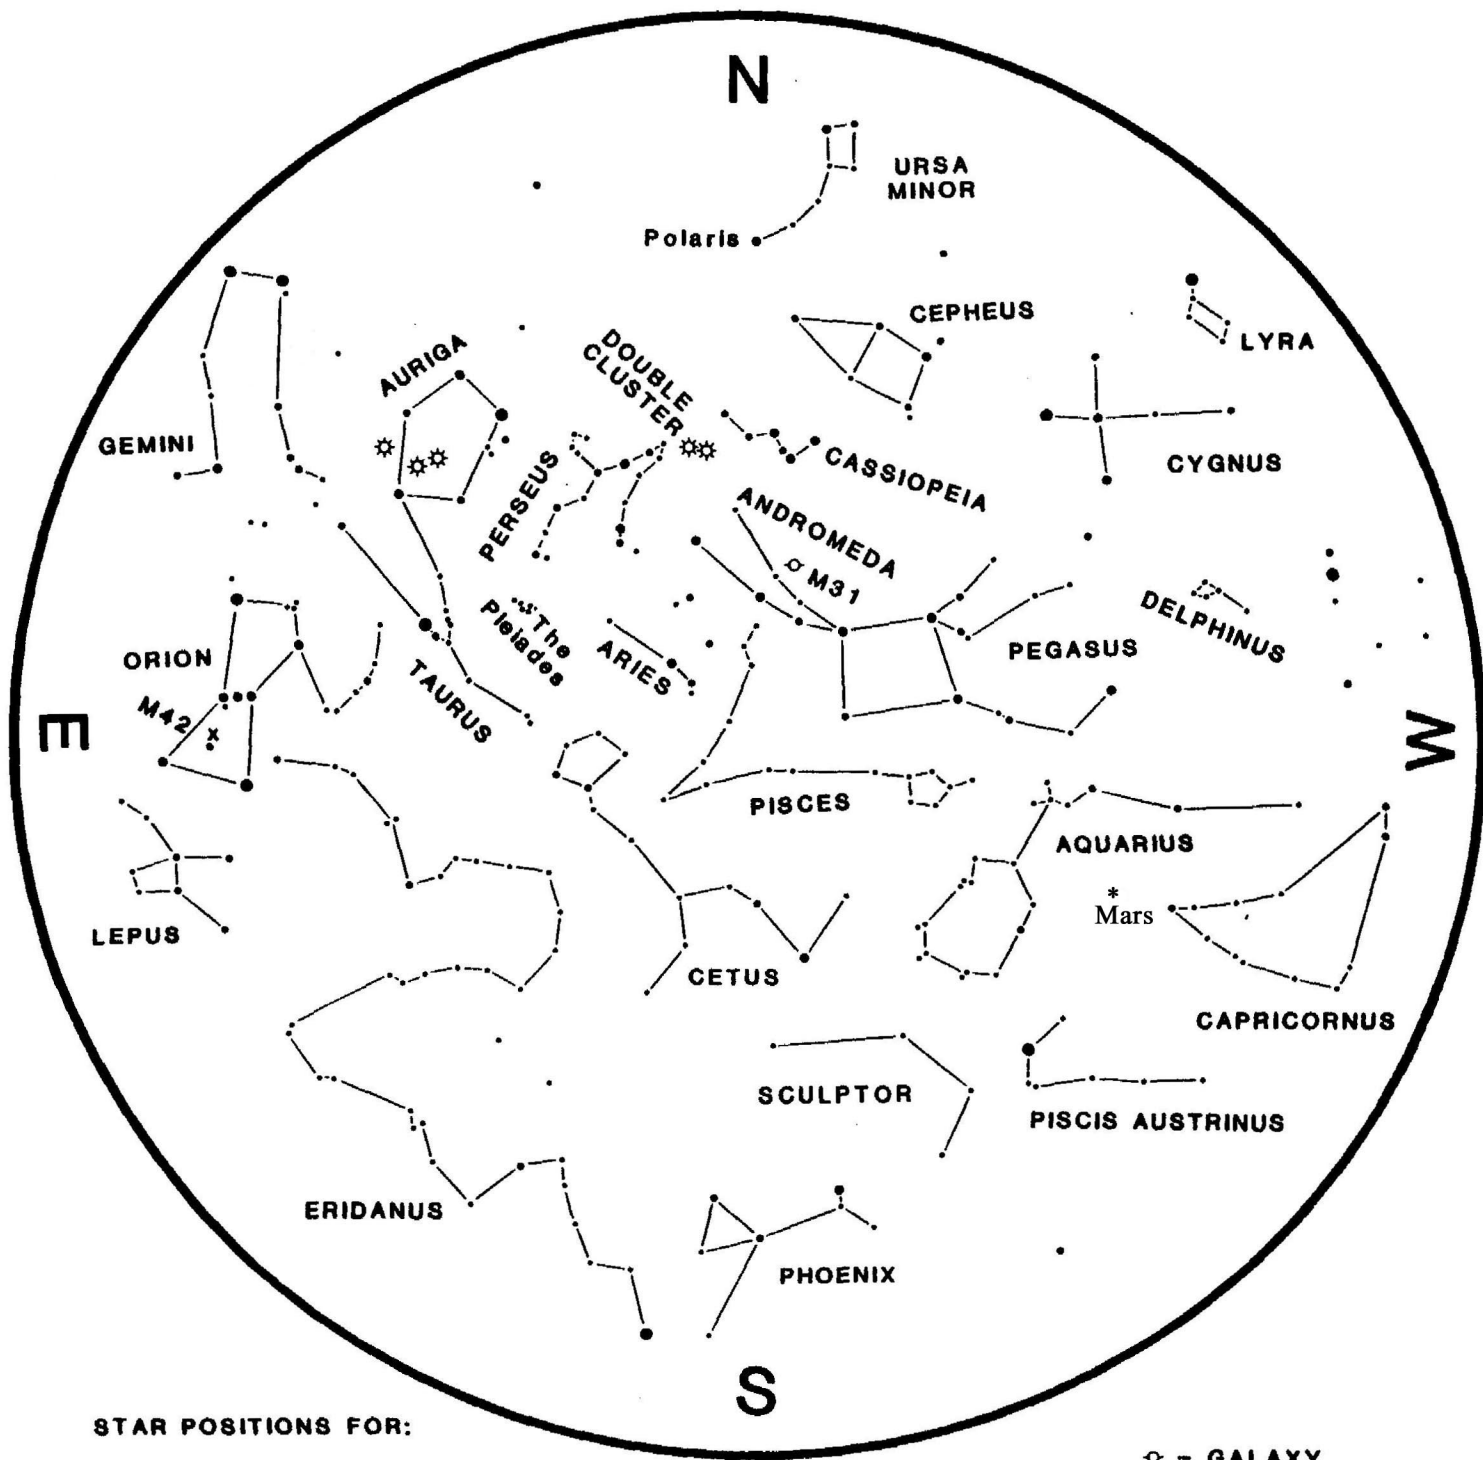 N
URSA
MINOR
Polaris
CEPHEUS
LYRA
AURIGA
DOUBLE
CLUSTER
GEMINI
PERSEUS
CASSIOPEIA
CYGNUS
ANDROMEDA
M31
DELPHINUS
The
Pleiades
ARIES
PEGASUS
ORION
TAURUS
M42
x
E
W
PISCES
AQUARIUS
*
Mars
LEPUS
CETUS
CAPRICORNUS
SCULPTOR
PISCIS AUSTRINUS
ERIDANUS
PHOENIX
S
STAR POSITIONS FOR:
= GALAXY